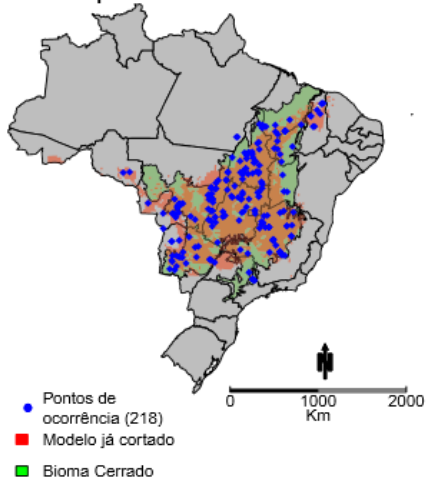 N
0 1000 2000
Km
Pontos de
ocorrência (218)
Modelo já cortado
Bioma Cerrado